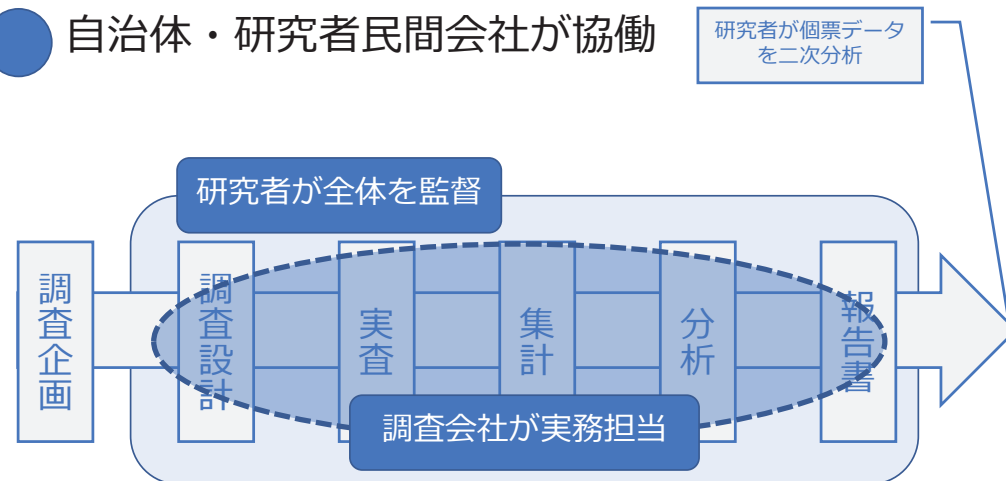 自治体・研究者民間会社が協働
研究者が個票データ
を二次分析
研究者が全体を監督
調査企画
調査設計
実査
集計
分析
報告書
調査会社が実務担当